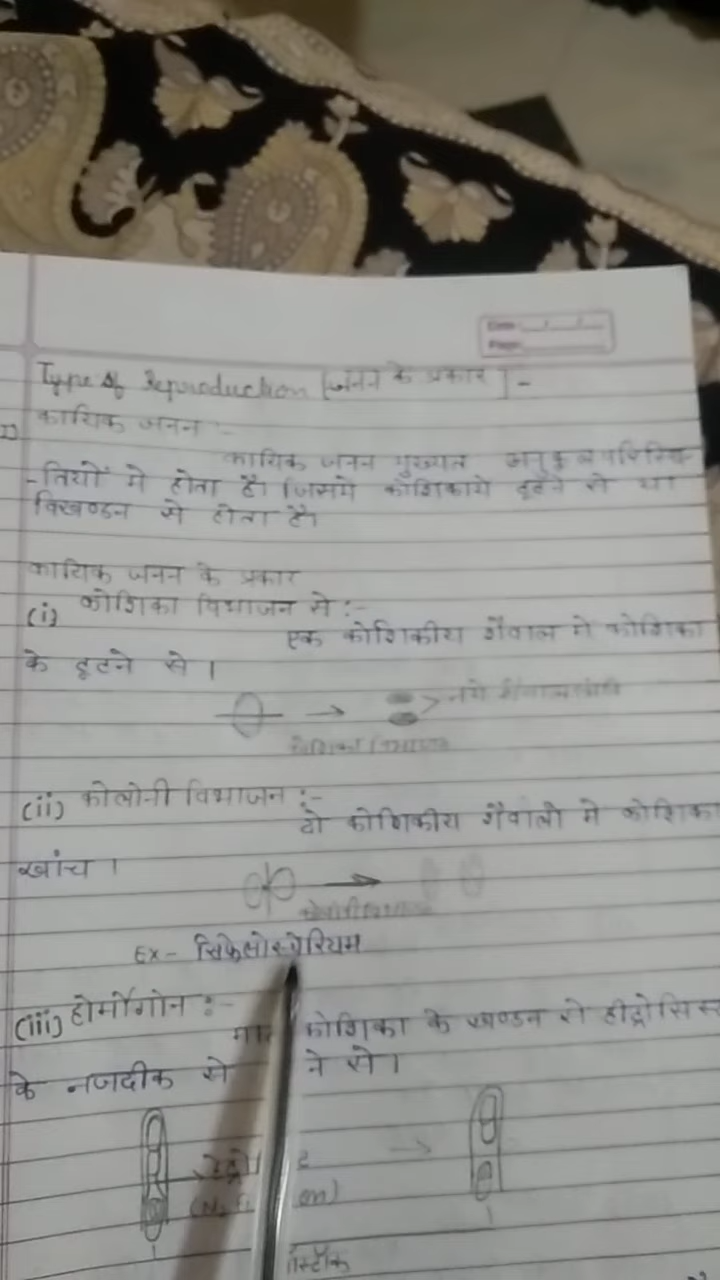 Date
Page
Type of Reproduction [जनन के प्रकार] -
कायिक जनन :-
कायिक जनन मुख्यत अनुकुल परिस्थि
-तियों में होता है। जिसमें कोशिकाये टूटने से या
विखण्डन से होता है।
कायिक जनन के प्रकार
(i) कोशिका विभाजन मे :-
एक कोशिकीय शैवाल मे कोशिका
के टूटने से ।
कोशिका विभाजन
(ii) कोलोनी विभाजन :-
दो कोशिकीय शैवालो मे कोशिका
खांच ।
Ex - सिफेलोस्पोरियम
(iii) होर्मोगोन :-
कोशिका के खण्डन से हीट्रोसिस्
के नजदीक से ने से ।